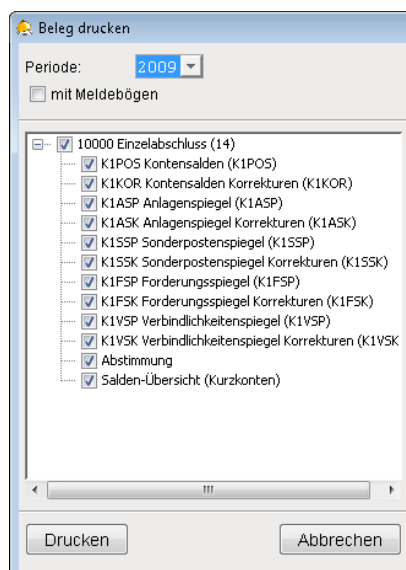 Beleg drucken
Periode: 2009
mit Meldebögen
10000 Einzelabschluss (14)
K1POS Kontensalden (K1POS)
K1KOR Kontensalden Korrekturen (K1KOR)
K1ASP Anlagenspiegel (K1ASP)
K1ASK Anlagenspiegel Korrekturen (K1ASK)
K1SSP Sonderpostenspiegel (K1SSP)
K1SSK Sonderpostenspiegel Korrekturen (K1SSK)
K1FSP Forderungsspiegel (K1FSP)
K1FSK Forderungsspiegel Korrekturen (K1FSK)
K1VSP Verbindlichkeitenspiegel (K1VSP)
K1VSK Verbindlichkeitenspiegel Korrekturen (K1VSK
Abstimmung
Salden-Übersicht (Kurzkonten)
Drucken Abbrechen